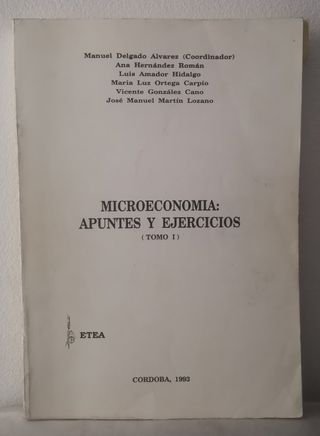 Manuel Delgado Alvarez (Coordinador)
Ana Hernández Román
Luis Amador Hidalgo
Maria Luz Ortega Carpio
Vicente González Cano
José Manuel Martín Lozano
MICROECONOMIA:
APUNTES Y EJERCICIOS
( TOMO I )
ETEA
CORDOBA, 1993